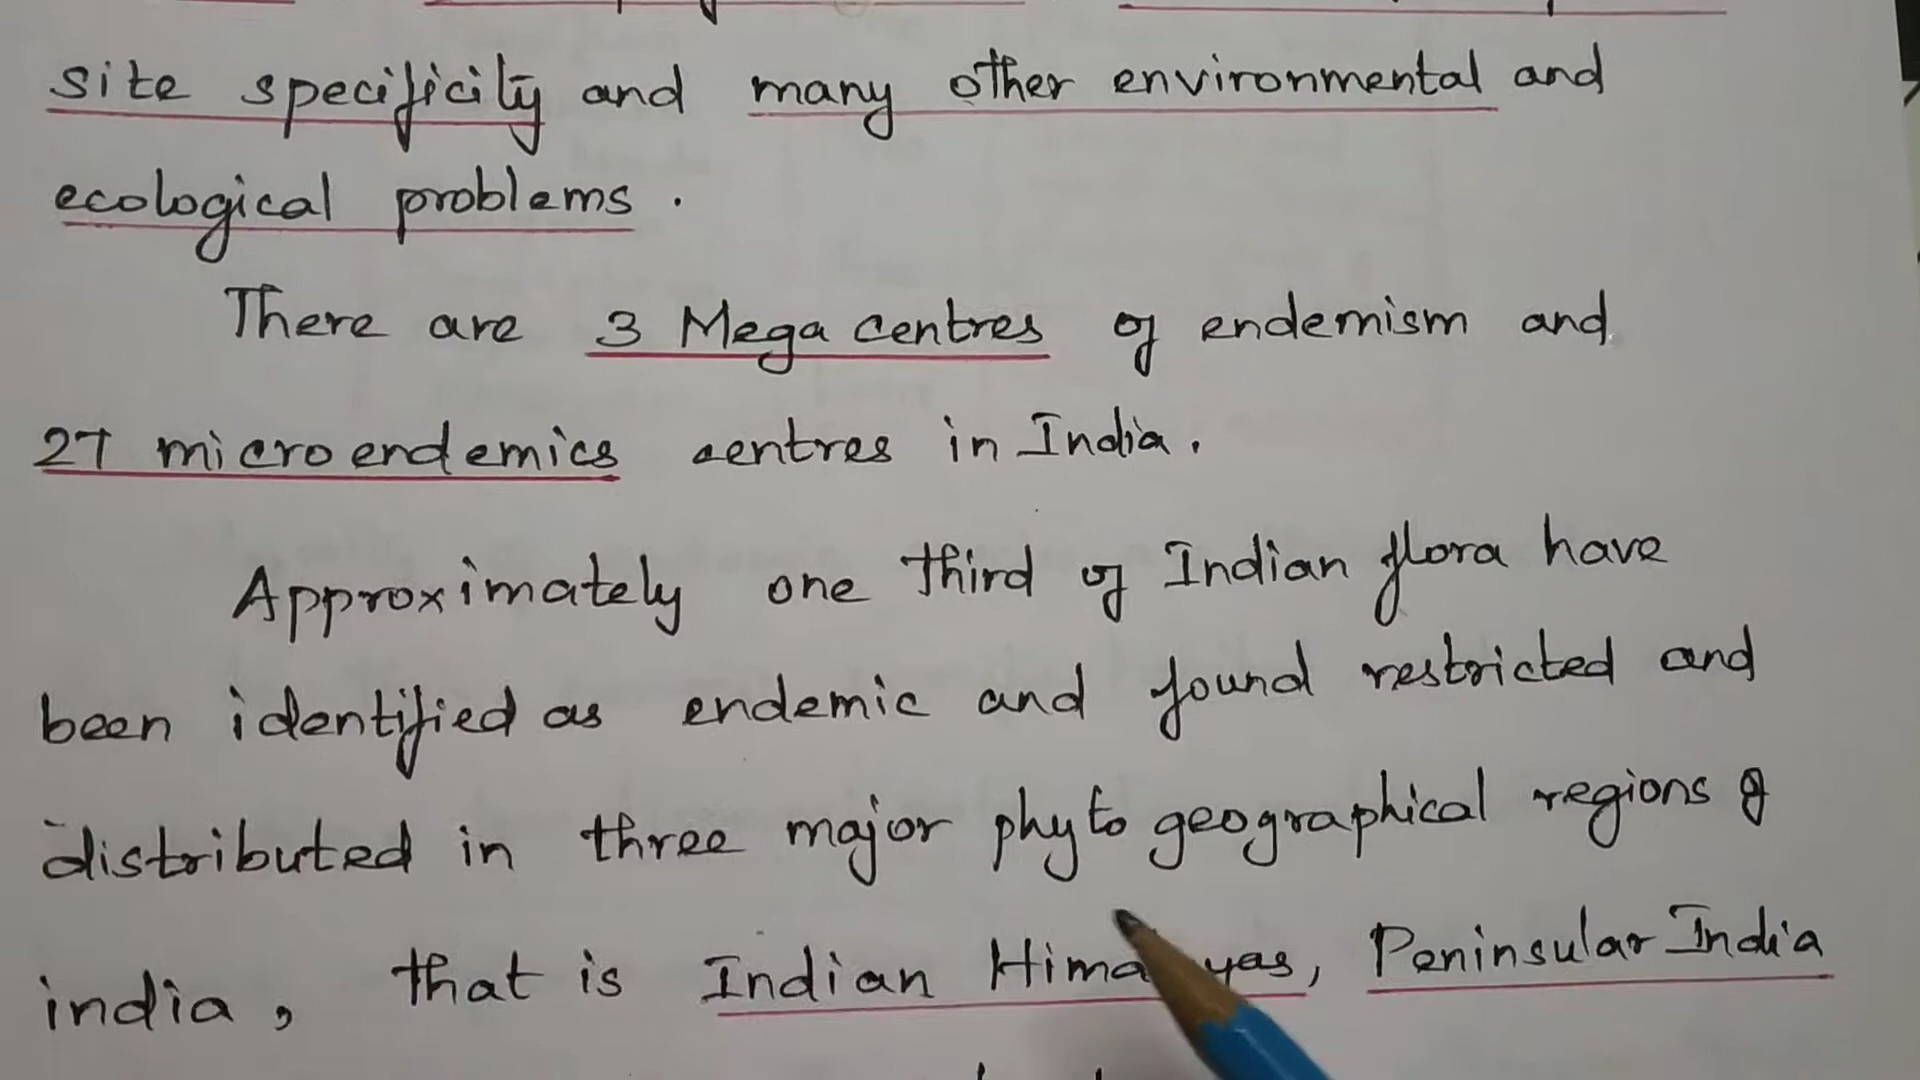 site specificity and many other environmental and
ecological problems.
There are 3 Mega centres of endemism and
27 microendemics centres in India.
Approximately one third of Indian flora have
been identified as endemic and found restricted and
distributed in three major phyto geographical regions of
india, that is Indian Himalayas, Peninsular India